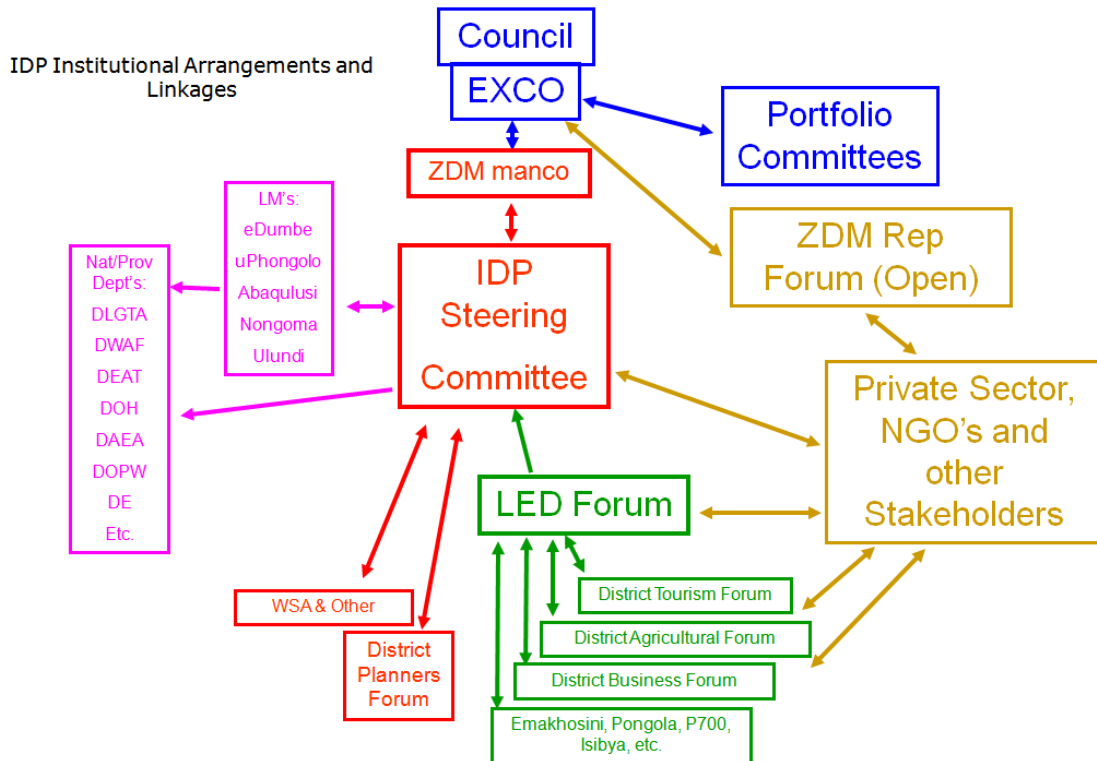 IDP Institutional Arrangements and
Linkages
Council
EXCO
Portfolio
Committees
ZDM manco
ZDM Rep
Forum (Open)
LM's:
eDumbe
uPhongolo
Abaqulusi
Nongoma
Ulundi
Nat/Prov
Dept's:
DLGTA
DWAF
DEAT
DOH
DAEA
DOPW
DE
Etc.
IDP
Steering
Committee
Private Sector,
NGO's and
other
Stakeholders
LED Forum
WSA & Other
District
Planners
Forum
District Tourism Forum
District Agricultural Forum
District Business Forum
Emakhosini, Pongola, P700,
Isibya, etc.